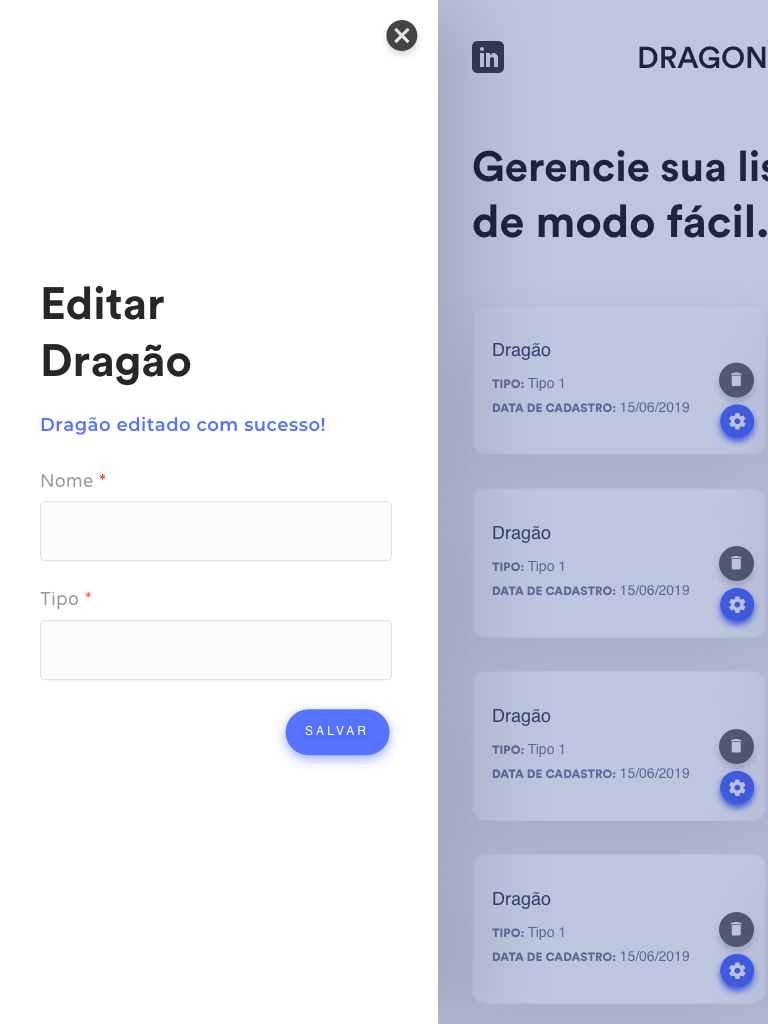 Editar
Dragão
Dragão editado com sucesso!
Nome *
Tipo *
SALVAR
in
DRAGON
Gerencie sua lis
de modo fácil.
Dragão
TIPO: Tipo 1
DATA DE CADASTRO: 15/06/2019
Dragão
TIPO: Tipo 1
DATA DE CADASTRO: 15/06/2019
Dragão
TIPO: Tipo 1
DATA DE CADASTRO: 15/06/2019
Dragão
TIPO: Tipo 1
DATA DE CADASTRO: 15/06/2019